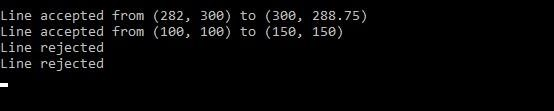 Line accepted from (282, 300) to (300, 288.75)
Line accepted from (100, 100) to (150, 150)
Line rejected
Line rejected